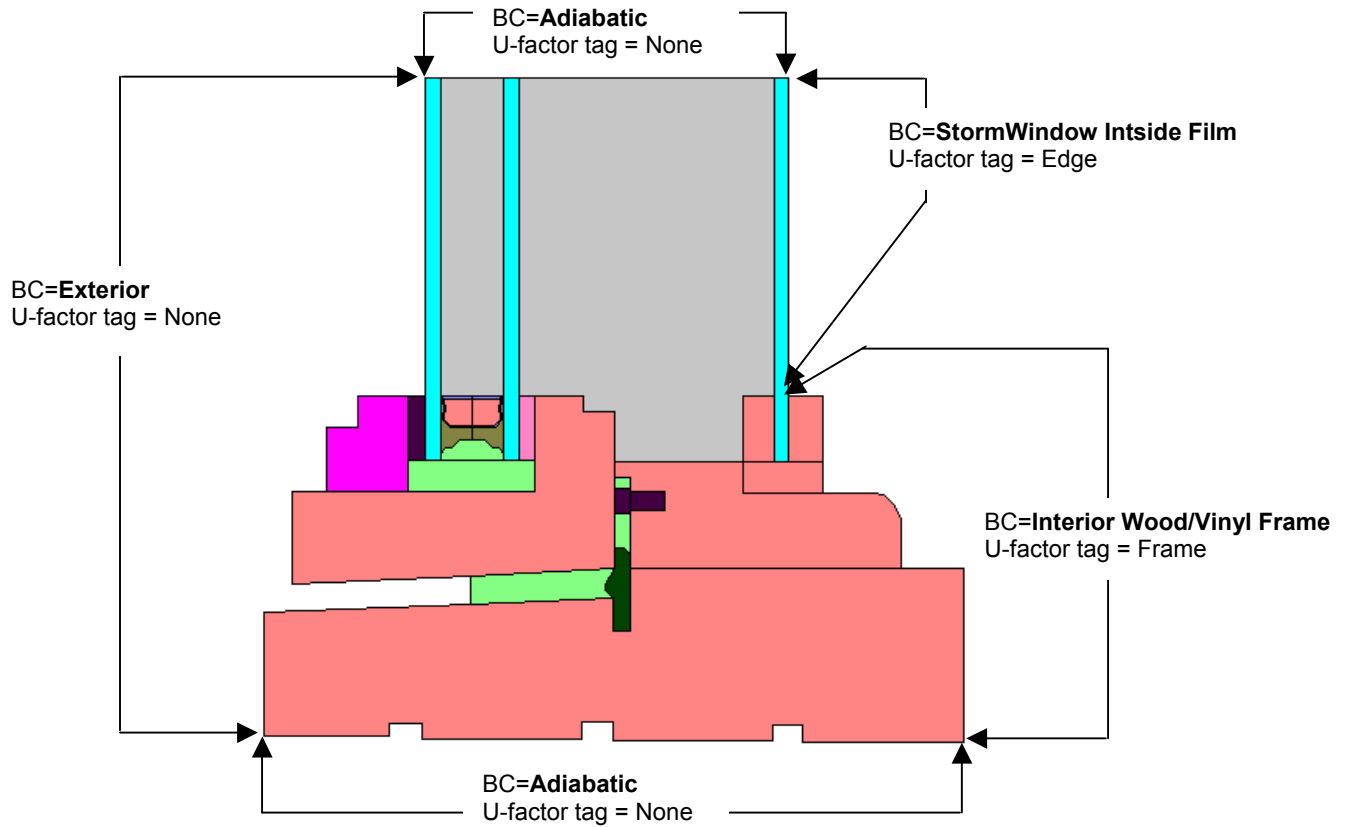 BC=Adiabatic
U-factor tag = None
BC=StormWindow Intside Film
U-factor tag = Edge
BC=Exterior
U-factor tag = None
BC=Interior Wood/Vinyl Frame
U-factor tag = Frame
BC=Adiabatic
U-factor tag = None